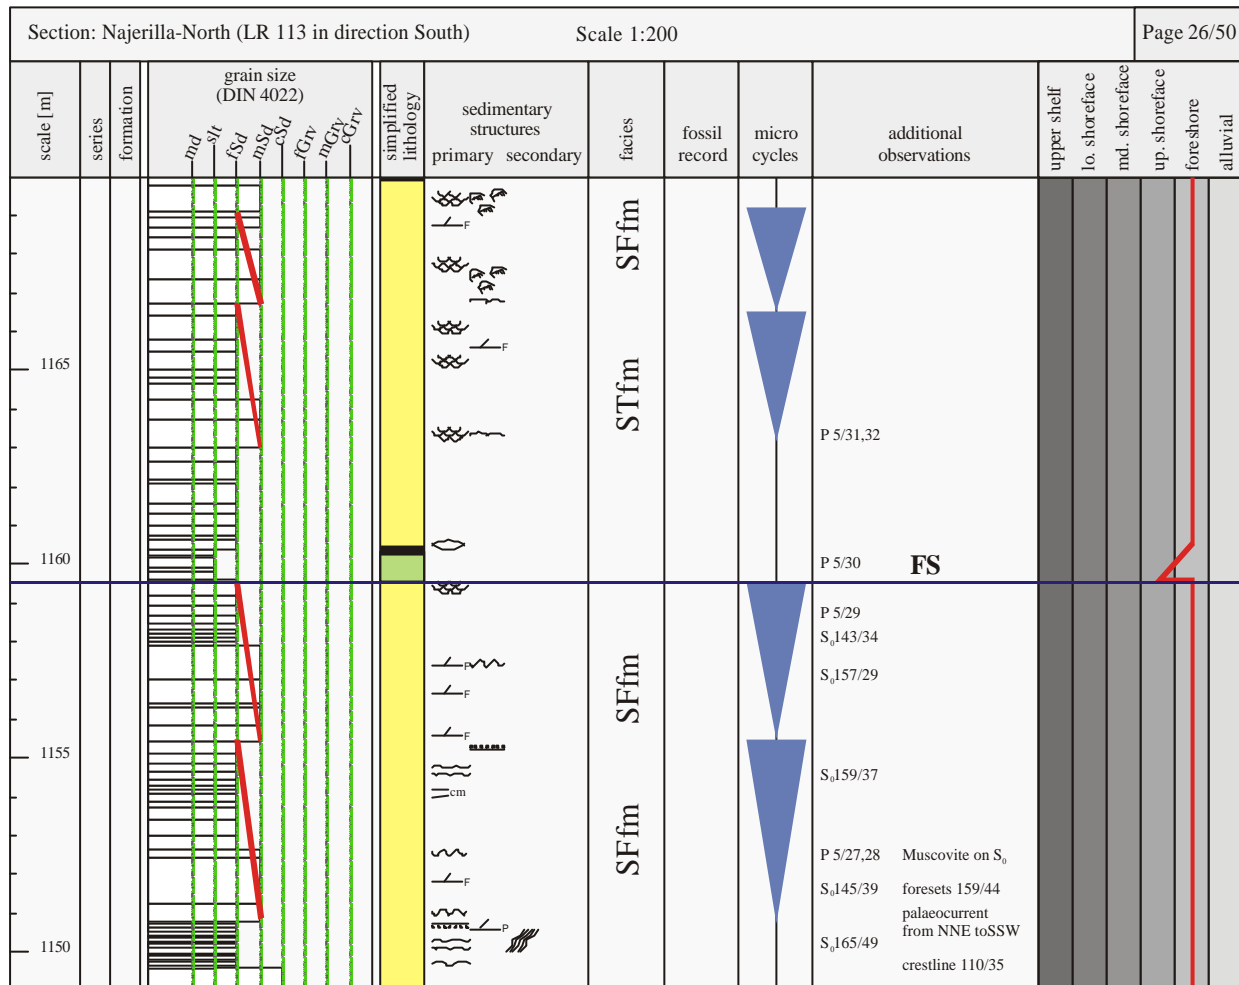 Section: Najerilla-North (LR 113 in direction South)
Scale 1:200
Page 26/50
scale [m]
series
formation
grain size
(DIN 4022)
md
slt
fSd
mSd
cSd
fGrv
mGrv
cGrv
simplified
lithology
sedimentary
structures
primary secondary
facies
fossil
record
micro
cycles
additional
observations
upper shelf
lo. shoreface
md. shoreface
up. shoreface
foreshore
alluvial
F
SFfm
1165
F
STfm
P 5/31,32
1160
P 5/30
FS
P 5/29
S0143/34
P
S0157/29
F
SFfm
F
1155
S0159/37
cm
SFfm
P 5/27,28 Muscovite on S0
F
S0145/39 foresets 159/44
palaeocurrent
from NNE toSSW
P
S0165/49
1150
crestline 110/35